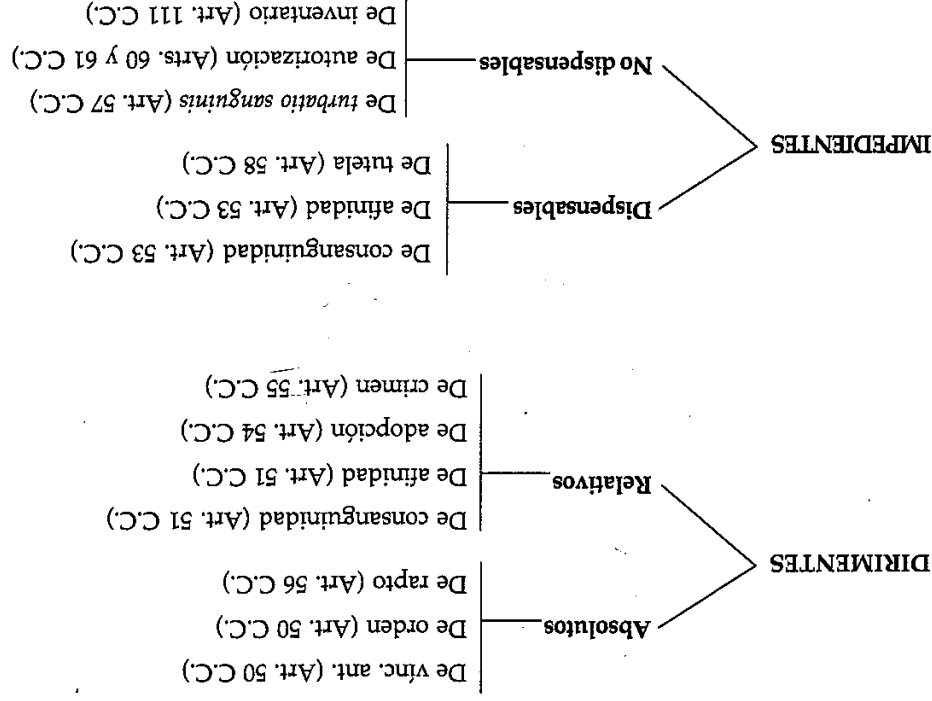 DIRIMENTES
Absolutos
De vínc. ant. (Art. 50 C.C.)
De orden (Art. 50 C.C.)
De rapto (Art. 56 C.C.)
Relativos
De consanguinidad (Art. 51 C.C.)
De afinidad (Art. 51 C.C.)
De adopción (Art. 54 C.C.)
De crimen (Art. 55 C.C.)
IMPEDIENTES
Dispensables
De consanguinidad (Art. 53 C.C.)
De afinidad (Art. 53 C.C.)
De tutela (Art. 58 C.C.)
No dispensables
De turbatio sanguinis (Art. 57 C.C.)
De autorización (Arts. 60 y 61 C.C.)
De inventario (Art. 111 C.C.)